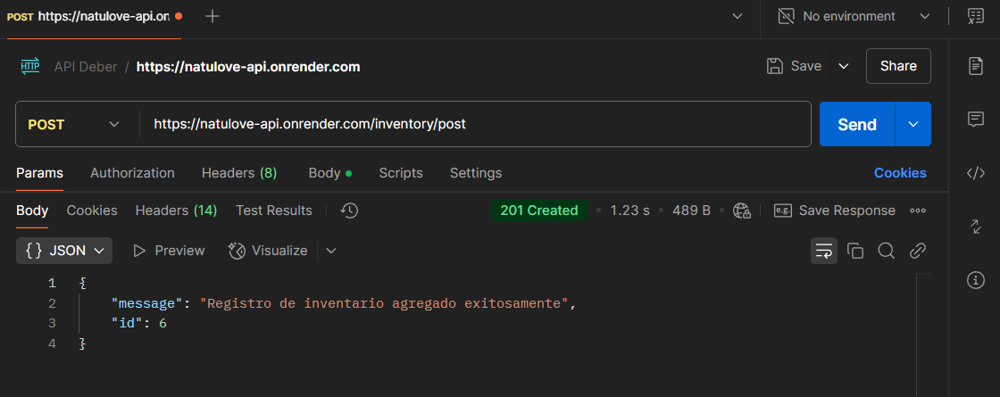 POST https://natulove-api.on No environment
HTTP API Deber / https://natulove-api.onrender.com Save Share
POST https://natulove-api.onrender.com/inventory/post Send
Params Authorization Headers (8) Body Scripts Settings Cookies
Body Cookies Headers (14) Test Results 201 Created • 1.23 s • 489 B • e.g. Save Response
{} JSON Preview Visualize
1 {
2 "message": "Registro de inventario agregado exitosamente",
3 "id": 6
4 }